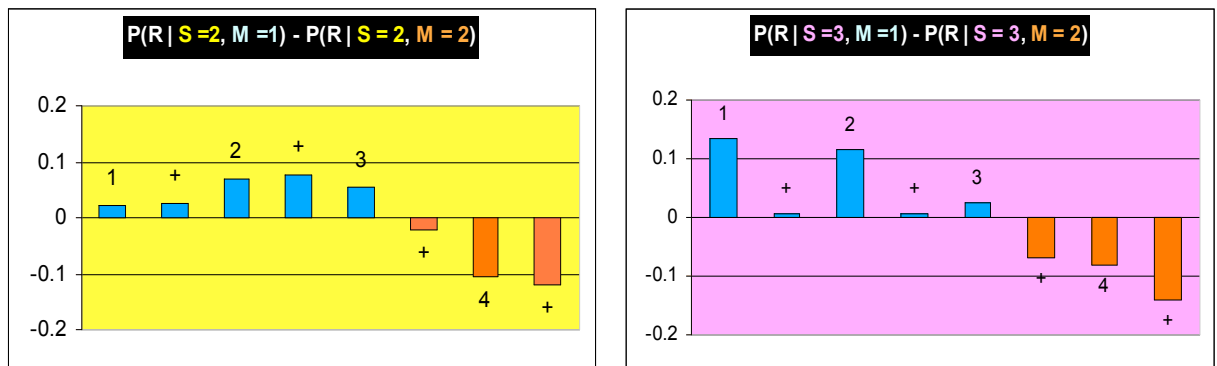 P(R | S =2, M =1) - P(R | S = 2, M = 2)
0.2
0.1
0
-0.1
-0.2
1 + 2 + 3 + 4 +
P(R | S =3, M =1) - P(R | S = 3, M = 2)
0.2
0.1
0
-0.1
-0.2
1 + 2 + 3 + 4 +